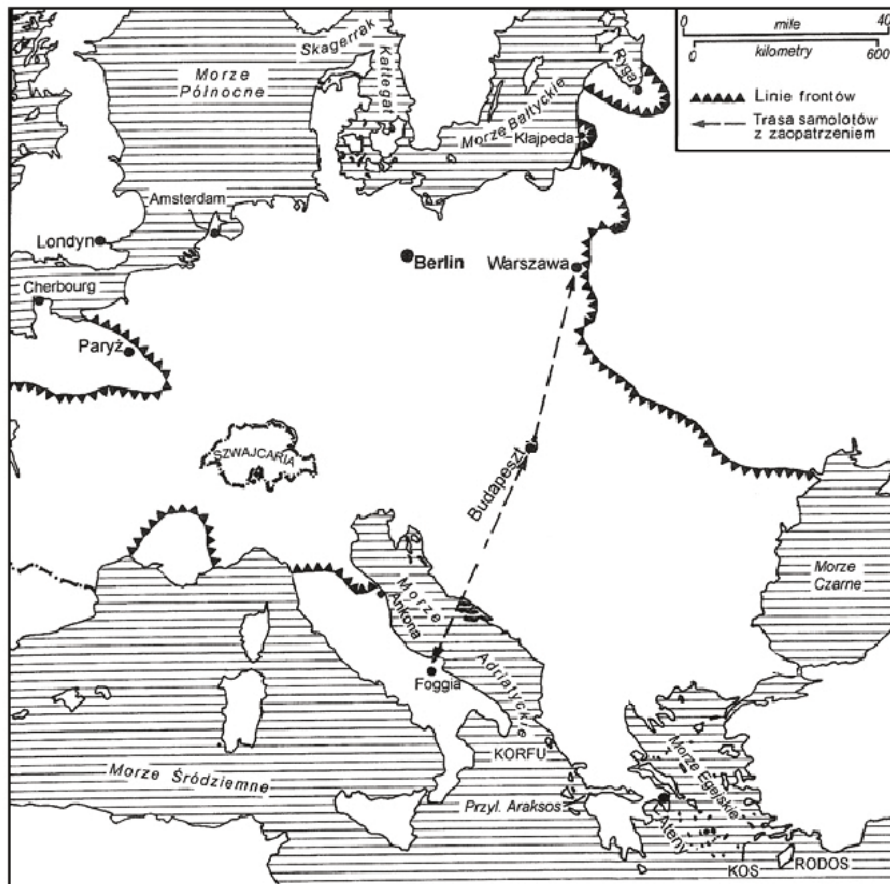 0 mile 40
0 kilometry 600
Linie frontów
Trasa samolotów
z zaopatrzeniem
Skagerrak
Kattegat
Morze
Północne
Ryga
Morze Bałtyckie
Kłajpeda
Amsterdam
Londyn
Berlin
Warszawa
Cherbourg
Paryż
SZWAJCARIA
Budapeszt
Morze
Czarne
Morze
Adriatyckie
Ankona
Foggia
KORFU
Morze Śródziemne
Przyl. Araksos
Morze Egejskie
Ateny
KOS
RODOS